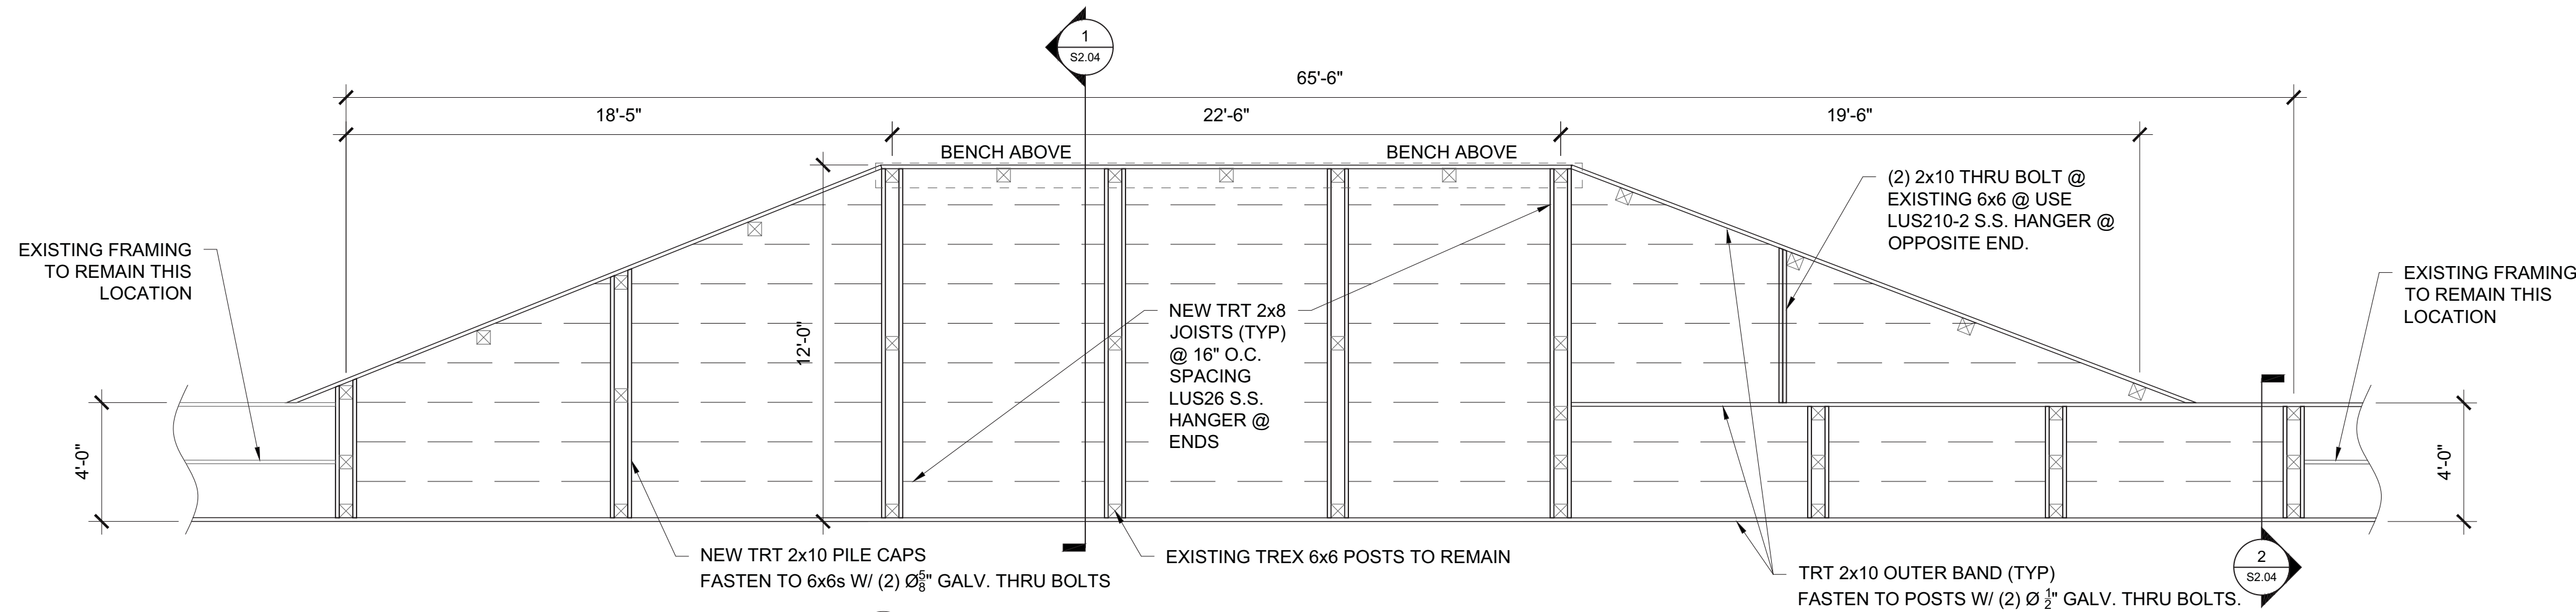 1
S2.04
65'-6"
18'-5"
22'-6"
19'-6"
BENCH ABOVE
BENCH ABOVE
(2) 2x10 THRU BOLT @
EXISTING 6x6 @ USE
LUS210-2 S.S. HANGER @
OPPOSITE END.
EXISTING FRAMING
TO REMAIN THIS
LOCATION
EXISTING FRAMING
TO REMAIN THIS
LOCATION
12'-0"
NEW TRT 2x8
JOISTS (TYP)
@ 16" O.C.
SPACING
LUS26 S.S.
HANGER @
ENDS
4'-0"
4'-0"
NEW TRT 2x10 PILE CAPS
FASTEN TO 6x6s W/ (2) Ø5/8" GALV. THRU BOLTS
EXISTING TREX 6x6 POSTS TO REMAIN
TRT 2x10 OUTER BAND (TYP)
FASTEN TO POSTS W/ (2) Ø 1/2" GALV. THRU BOLTS.
2
S2.04